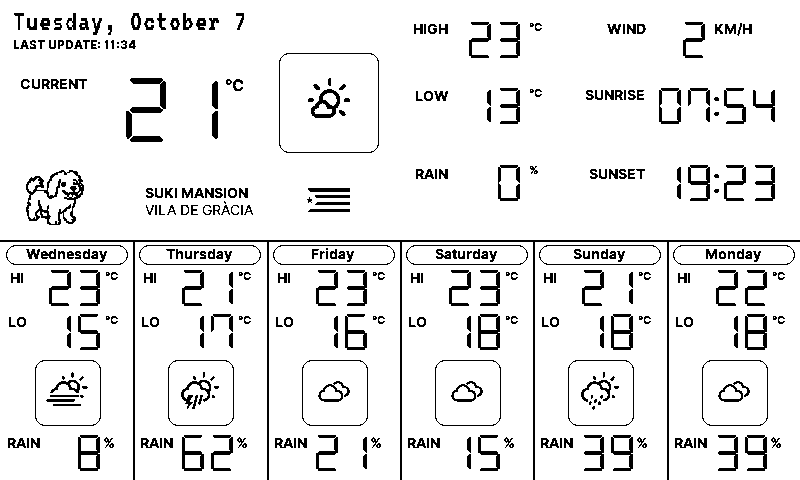 Tuesday, October 7
LAST UPDATE: 11:34
CURRENT 21 °C
HIGH 23 °C
WIND 2 KM/H
LOW 13 °C
SUNRISE 07:54
RAIN 0 %
SUNSET 19:23
SUKI MANSION
VILA DE GRÀCIA
Wednesday
HI 23 °C
LO 15 °C
RAIN 8 %
Thursday
HI 21 °C
LO 17 °C
RAIN 62 %
Friday
HI 23 °C
LO 16 °C
RAIN 21 %
Saturday
HI 23 °C
LO 18 °C
RAIN 15 %
Sunday
HI 21 °C
LO 18 °C
RAIN 39 %
Monday
HI 22 °C
LO 18 °C
RAIN 39 %